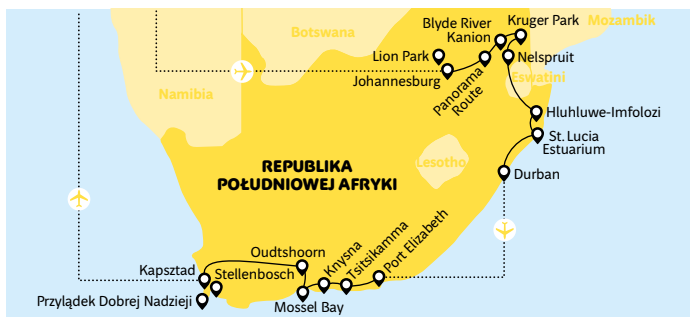 Botswana
Mozambik
Namibia
Eswatini
Lesotho
REPUBLIKA
POŁUDNIOWEJ AFRYKI
Lion Park
Johannesburg
Panorama
Route
Blyde River
Kanion
Kruger Park
Nelspruit
Hluhluwe-Imfolozi
St. Lucia
Estuarium
Durban
Port Elizabeth
Tsitsikamma
Knysna
Mossel Bay
Oudtshoorn
Stellenbosch
Kapsztad
Przylądek Dobrej Nadzieji